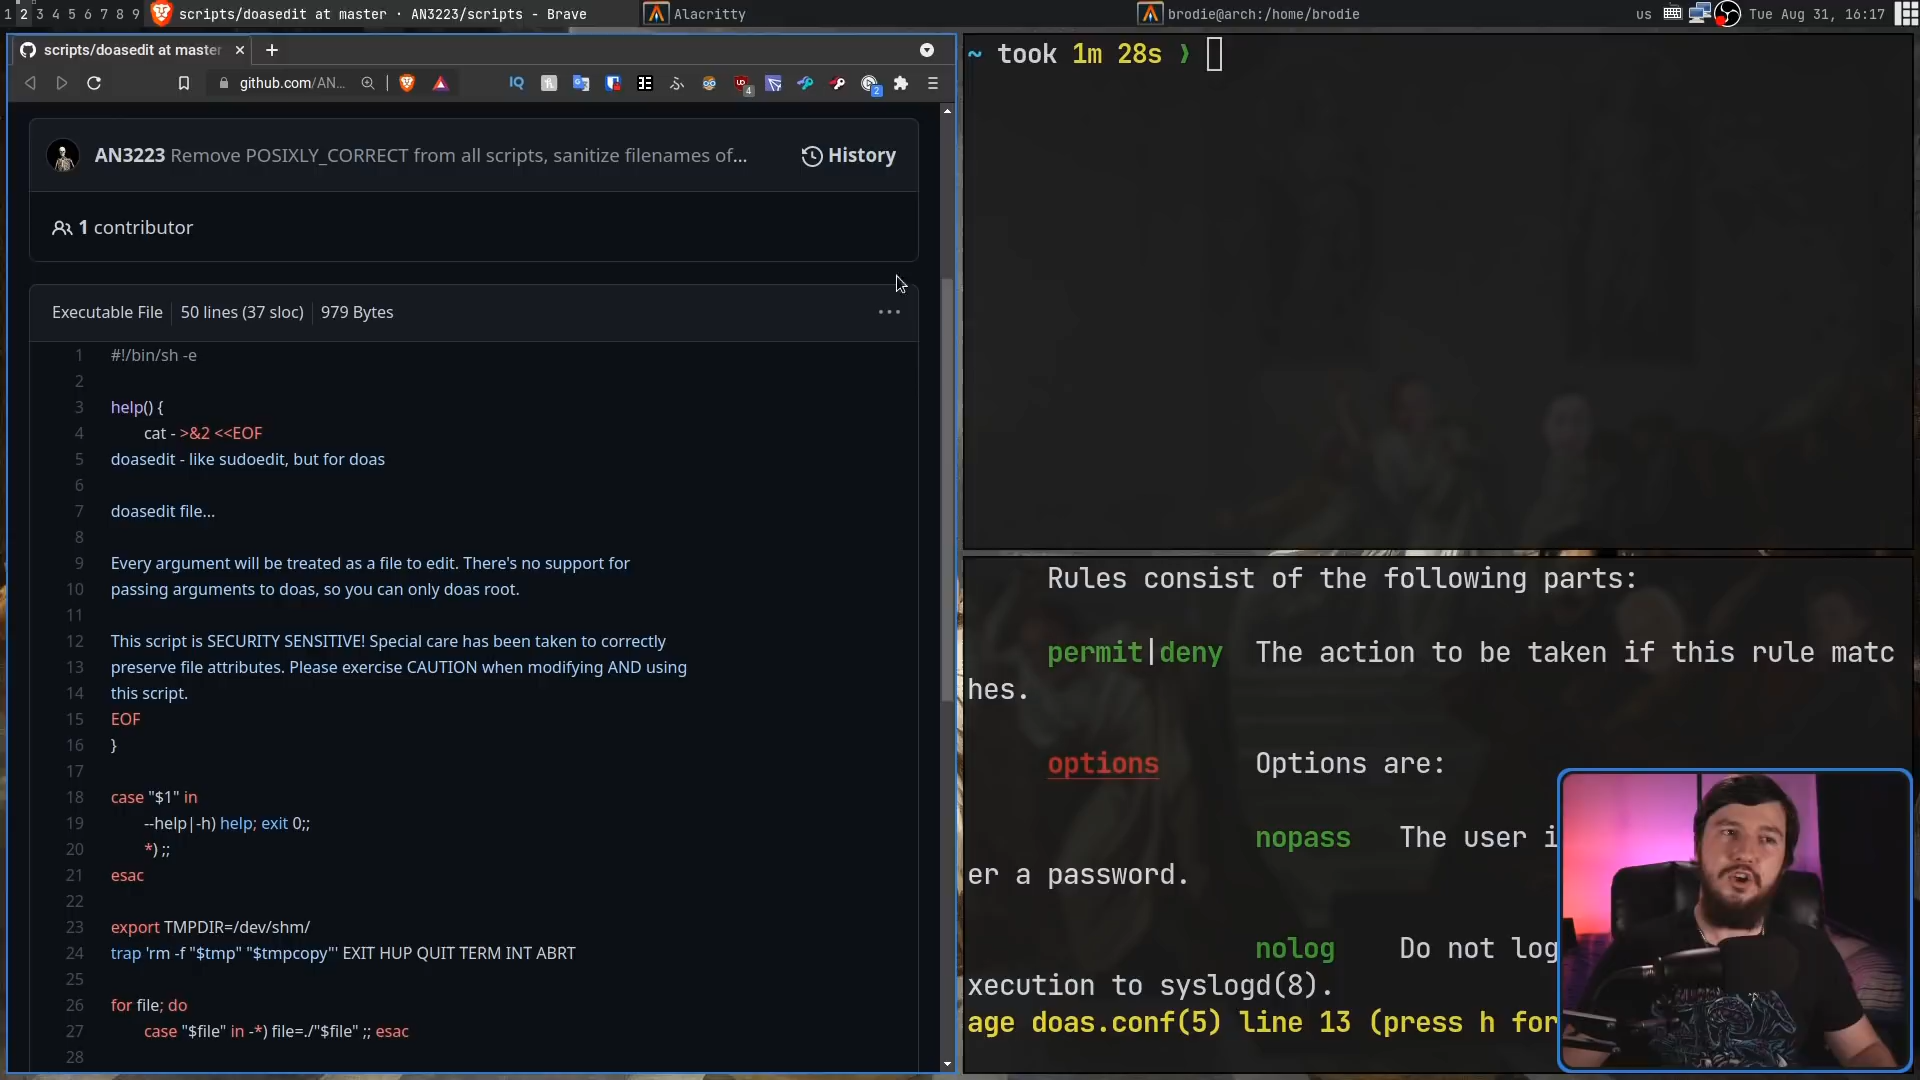 1 2 3 4 5 6 7 8 9 scripts/doasedit at master · AN3223/scripts - Brave
Alacritty
brodie@arch:/home/brodie
us
Tue Aug 31, 16:17
scripts/doasedit at master
github.com/AN...
IQ
4
2
AN3223 Remove POSIXLY_CORRECT from all scripts, sanitize filenames of...
History
1 contributor
Executable File
50 lines (37 sloc)
979 Bytes
1 #!/bin/sh -e
2
3 help() {
4 cat - >&2 <<EOF
5 doasedit - like sudoedit, but for doas
6
7 doasedit file...
8
9 Every argument will be treated as a file to edit. There's no support for
10 passing arguments to doas, so you can only doas root.
11
12 This script is SECURITY SENSITIVE! Special care has been taken to correctly
13 preserve file attributes. Please exercise CAUTION when modifying AND using
14 this script.
15 EOF
16 }
17
18 case "$1" in
19 --help|-h) help; exit 0;;
20 *) ;;
21 esac
22
23 export TMPDIR=/dev/shm/
24 trap 'rm -f "$tmp" "$tmpcopy"' EXIT HUP QUIT TERM INT ABRT
25
26 for file; do
27 case "$file" in -*) file=./"$file" ;; esac
28
~ took 1m 28s ❯
Rules consist of the following parts:
permit|deny The action to be taken if this rule matc
hes.
options Options are:
nopass The user i
er a password.
nolog Do not log
xecution to syslogd(8).
age doas.conf(5) line 13 (press h for